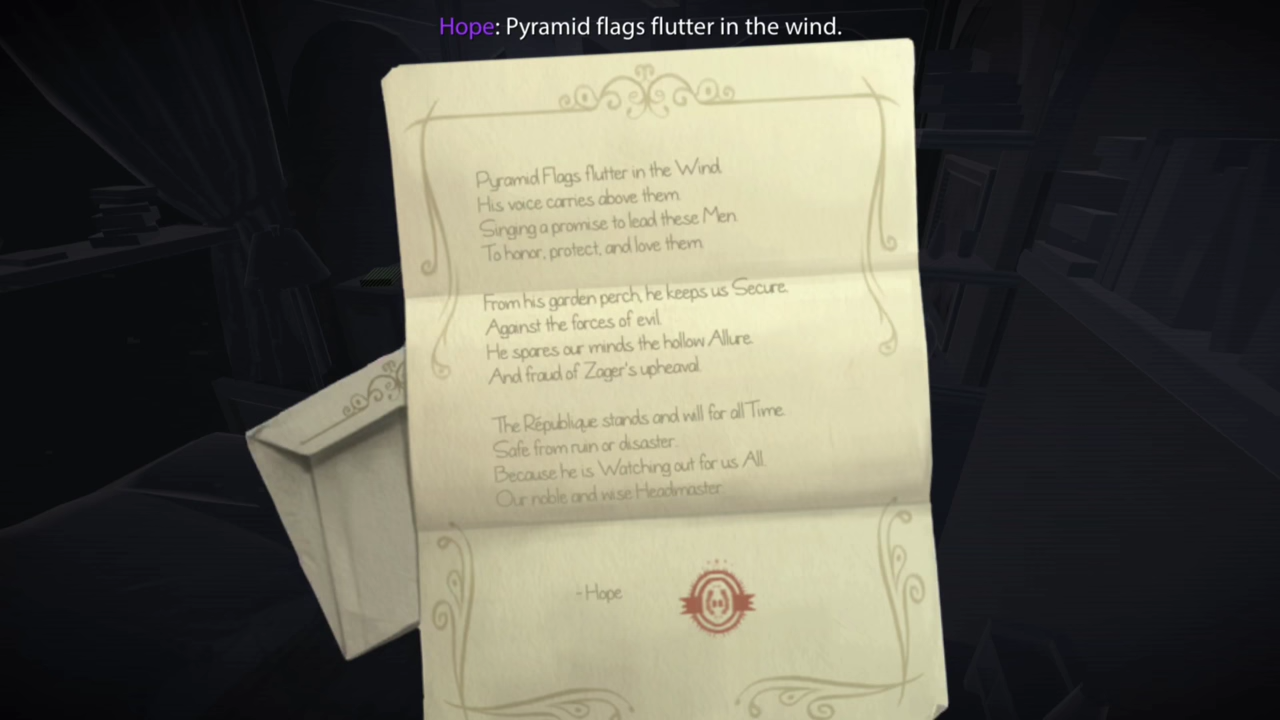 Hope: Pyramid flags flutter in the wind.
Pyramid Flags flutter in the Wind.
His voice carries above them.
Singing a promise to lead these Men
To honor, protect, and love them.
From his garden perch, he keeps us Secure.
Against the forces of evil.
He spares our minds the hollow Allure.
And fraud of Zager's upheaval.
The République stands and will for all Time.
Safe from ruin or disaster.
Because he is Watching out for us All.
Our noble and wise Headmaster.
- Hope